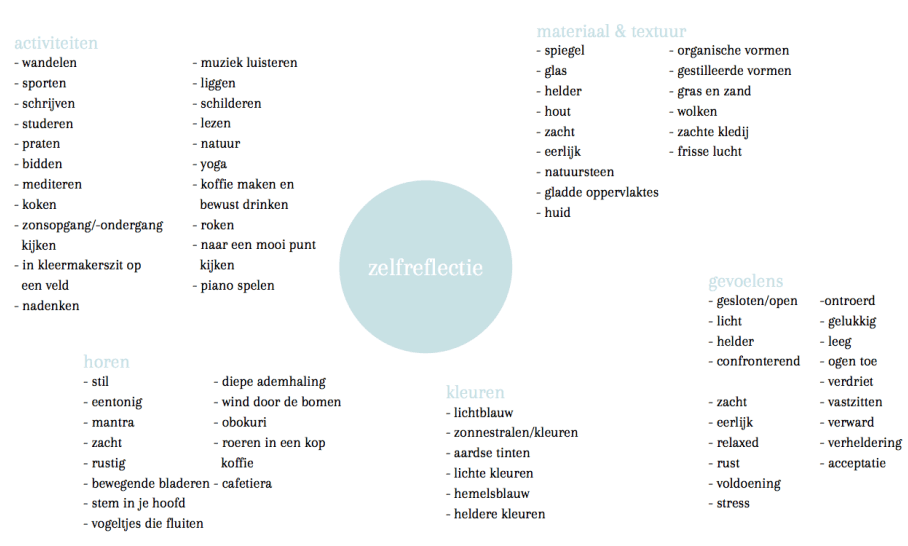 activiteiten
- wandelen
- sporten
- schrijven
- studeren
- praten
- bidden
- mediteren
- koken
- zonsopgang/-ondergang
kijken
- in kleermakerszit op
een veld
- nadenken
- muziek luisteren
- liggen
- schilderen
- lezen
- natuur
- yoga
- koffie maken en
bewust drinken
- roken
- naar een mooi punt
kijken
- piano spelen
materiaal & textuur
- spiegel
- glas
- helder
- hout
- zacht
- eerlijk
- natuursteen
- gladde oppervlaktes
- huid
- organische vormen
- gestilleerde vormen
- gras en zand
- wolken
- zachte kledij
- frisse lucht
zelfreflectie
gevoelens
- gesloten/open
- licht
- helder
- confronterend
- zacht
- eerlijk
- relaxed
- rust
- voldoening
- stress
-ontroerd
- gelukkig
- leeg
- ogen toe
- verdriet
- vastzitten
- verward
- verheldering
- acceptatie
horen
- stil
- eentonig
- mantra
- zacht
- rustig
- bewegende bladeren
- stem in je hoofd
- vogeltjes die fluiten
- diepe ademhaling
- wind door de bomen
- obokuri
- roeren in een kop
koffie
- cafetiera
kleuren
- lichtblauw
- zonnestralen/kleuren
- aardse tinten
- lichte kleuren
- hemelsblauw
- heldere kleuren